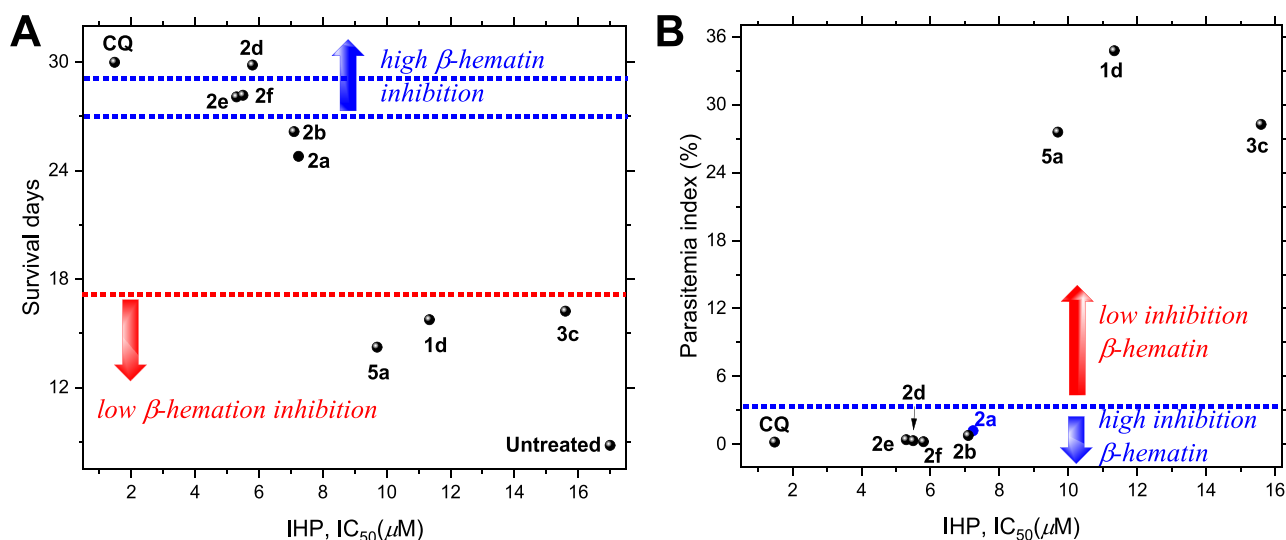 A
30
24
18
12
Survival days
CQ
2d
high β-hematin
inhibition
2e
2f
2b
2a
5a
1d
3c
low β-hemation inhibition
Untreated
2 4 6 8 10 12 14 16
IHP, IC50(μM)
B
36
30
24
18
12
6
0
Parasitemia index (%)
1d
5a
3c
low inhibition
β-hematin
2d
2a
high inhibition
β-hematin
CQ
2e
2f
2b
2 4 6 8 10 12 14 16
IHP, IC50(μM)